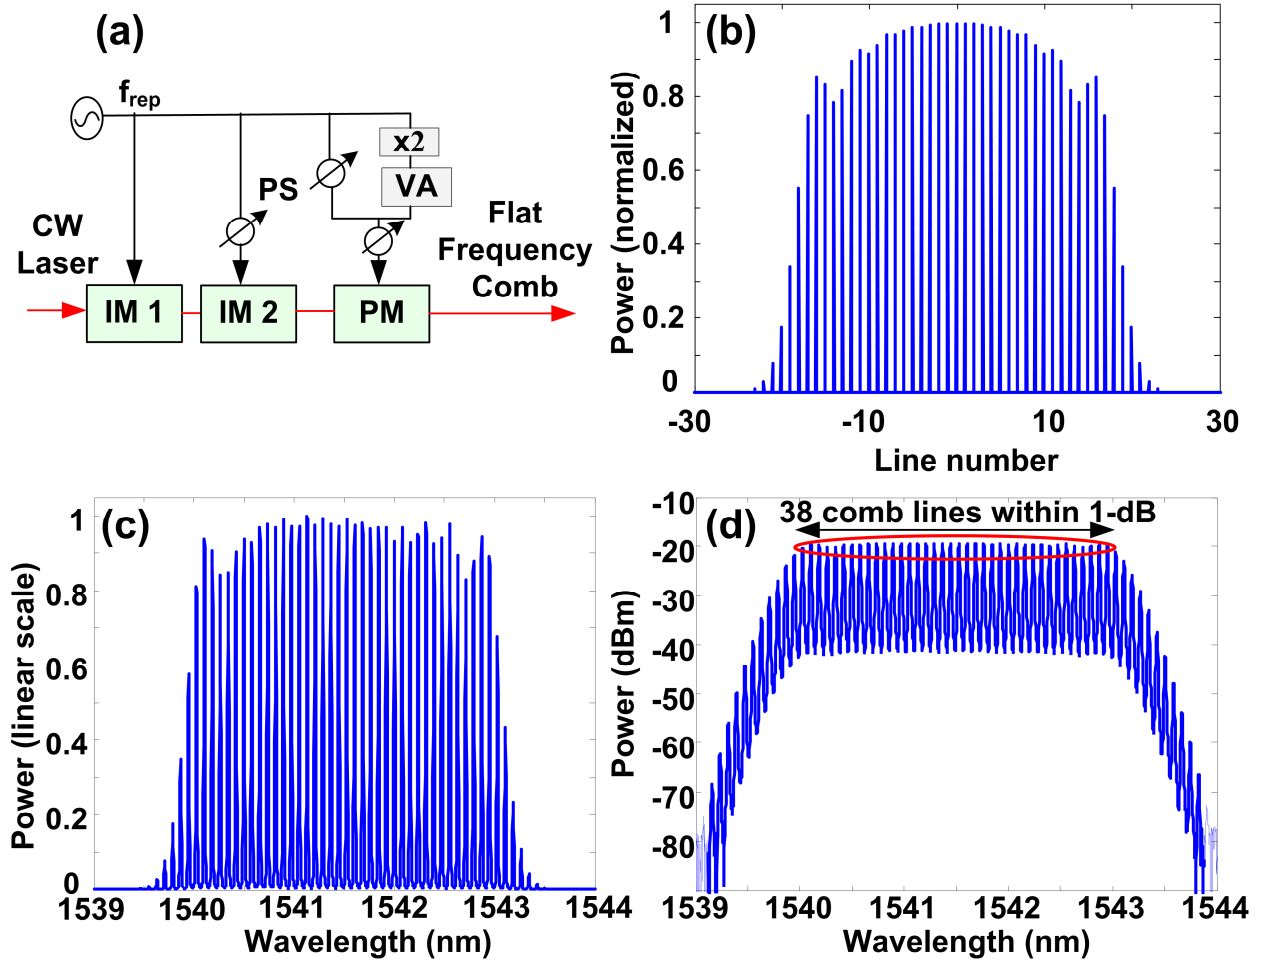 (a)
f_rep
x2
VA
PS
CW
Laser
Flat
Frequency
Comb
IM 1
IM 2
PM
(b)
Power (normalized)
1
0.8
0.6
0.4
0.2
0
-30
-10
10
30
Line number
(c)
Power (linear scale)
1
0.8
0.6
0.4
0.2
0
1539
1540
1541
1542
1543
1544
Wavelength (nm)
(d)
38 comb lines within 1-dB
Power (dBm)
-10
-20
-30
-40
-50
-60
-70
-80
1539
1540
1541
1542
1543
1544
Wavelength (nm)